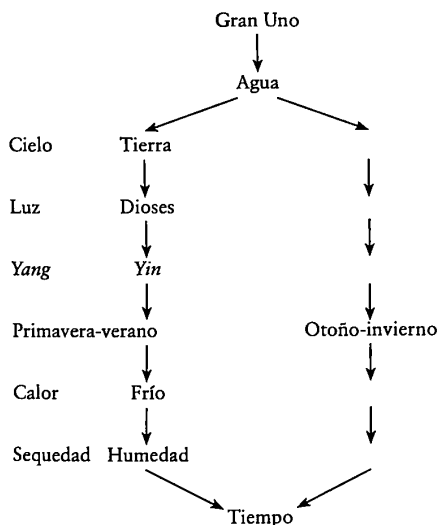 Gran Uno
Agua
Cielo Tierra
Luz Dioses
Yang Yin
Primavera-verano Otoño-invierno
Calor Frío
Sequedad Humedad
Tiempo